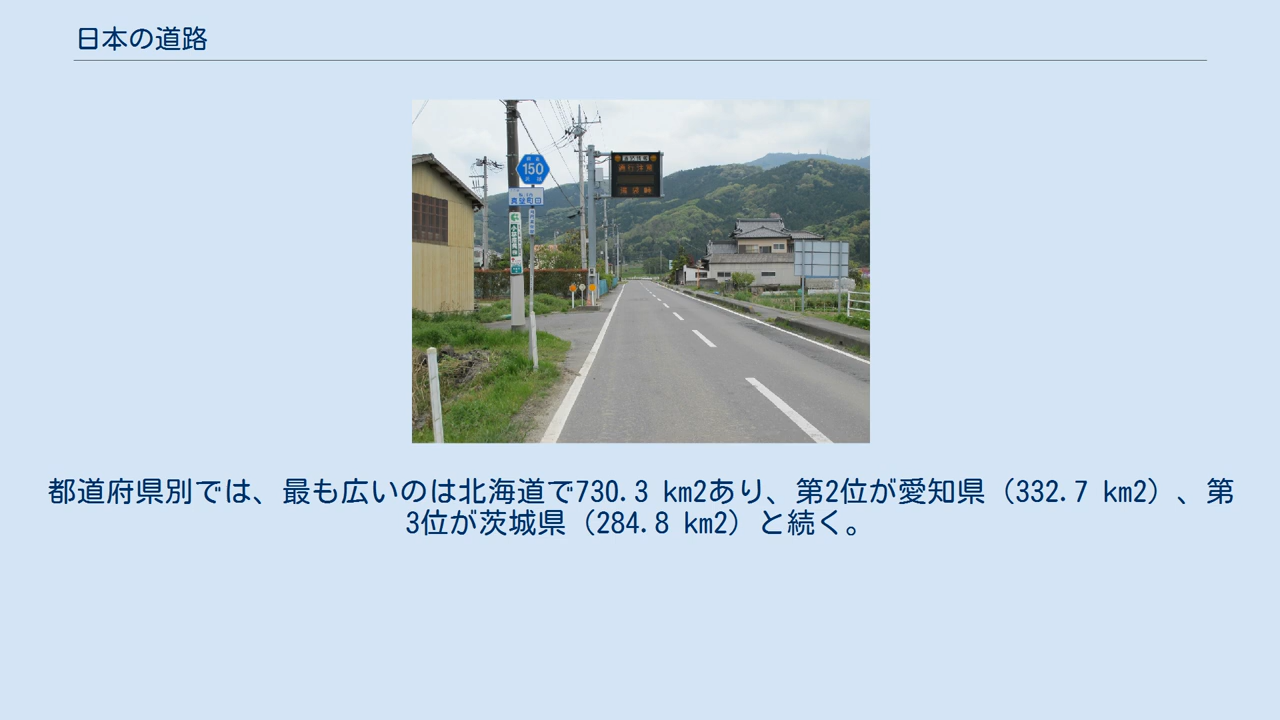 日本の道路
150
都道府県別では、最も広いのは北海道で730.3 km2あり、第2位が愛知県（332.7 km2）、第
3位が茨城県（284.8 km2）と続く。